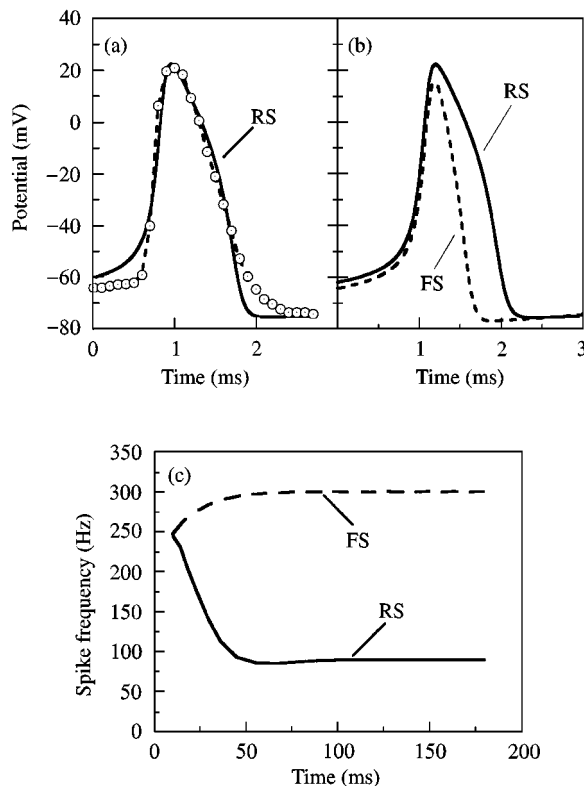 (a)
(b)
RS
RS
FS
40
20
0
−20
−40
−60
−80
Potential (mV)
0
1
2
1
2
3
Time (ms)
Time (ms)
(c)
350
300
250
200
150
100
50
0
Spike frequency (Hz)
FS
RS
0
50
100
150
200
Time (ms)